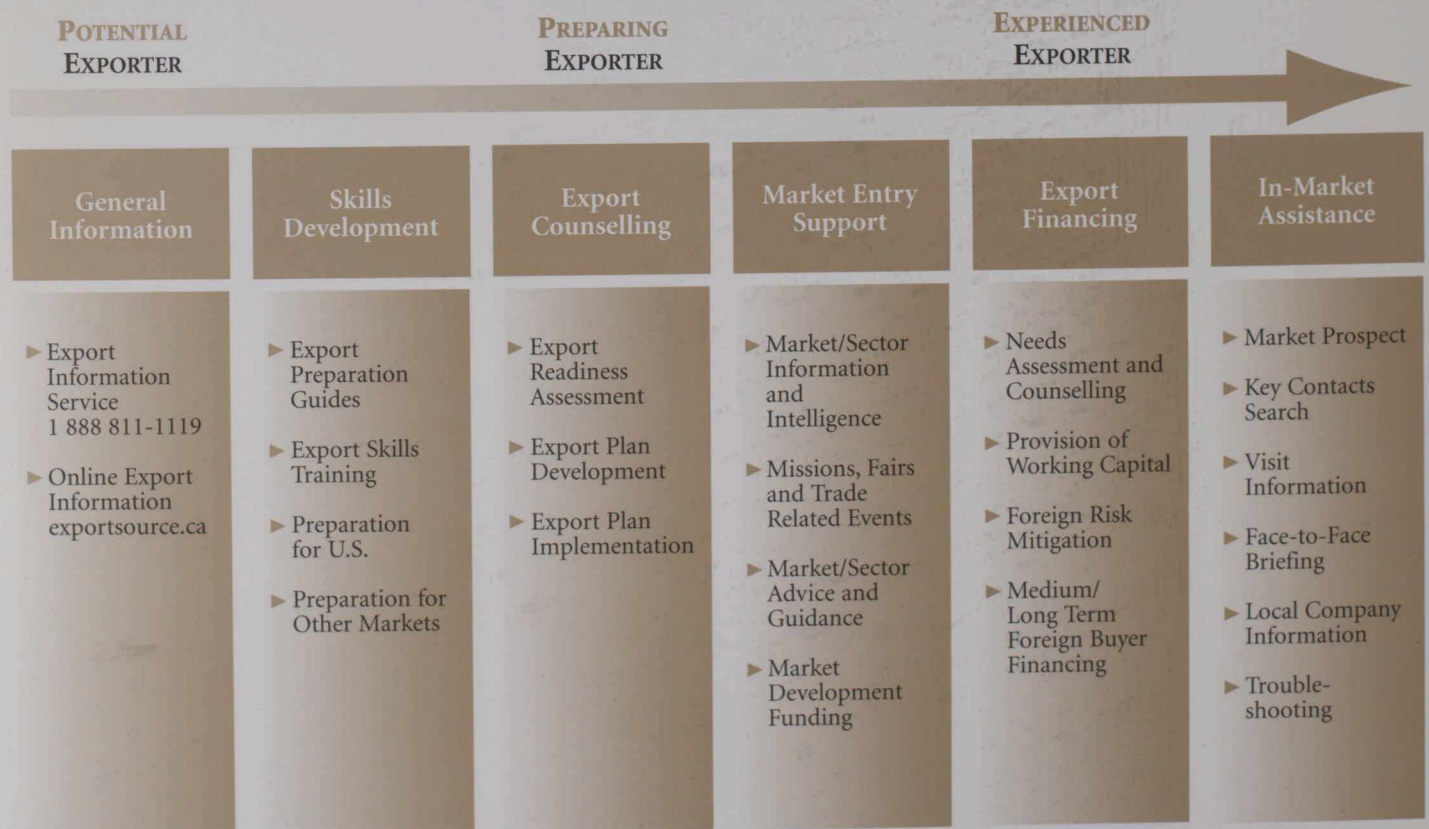 POTENTIAL
EXPORTER
PREPARING
EXPORTER
EXPERIENCED
EXPORTER
General
Information
Skills
Development
Export
Counselling
Market Entry
Support
Export
Financing
In-Market
Assistance
► Export
Information
Service
1 888 811-1119
► Online Export
Information
exportsource.ca
► Export
Preparation
Guides
► Export Skills
Training
► Preparation
for U.S.
► Preparation for
Other Markets
► Export
Readiness
Assessment
► Export Plan
Development
► Export Plan
Implementation
► Market/Sector
Information
and
Intelligence
► Missions, Fairs
and Trade
Related Events
► Market/Sector
Advice and
Guidance
► Market
Development
Funding
► Needs
Assessment and
Counselling
► Provision of
Working Capital
► Foreign Risk
Mitigation
► Medium/
Long Term
Foreign Buyer
Financing
► Market Prospect
► Key Contacts
Search
► Visit
Information
► Face-to-Face
Briefing
► Local Company
Information
► Trouble-
shooting